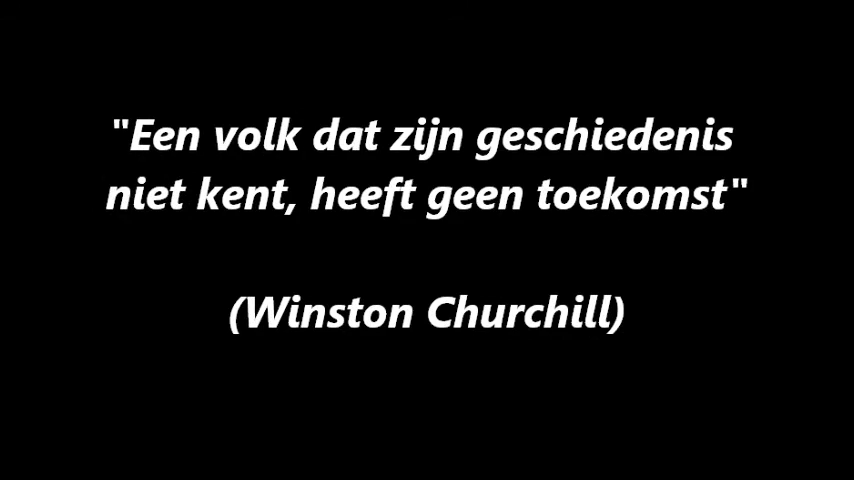 "Een volk dat zijn geschiedenis
niet kent, heeft geen toekomst"
(Winston Churchill)